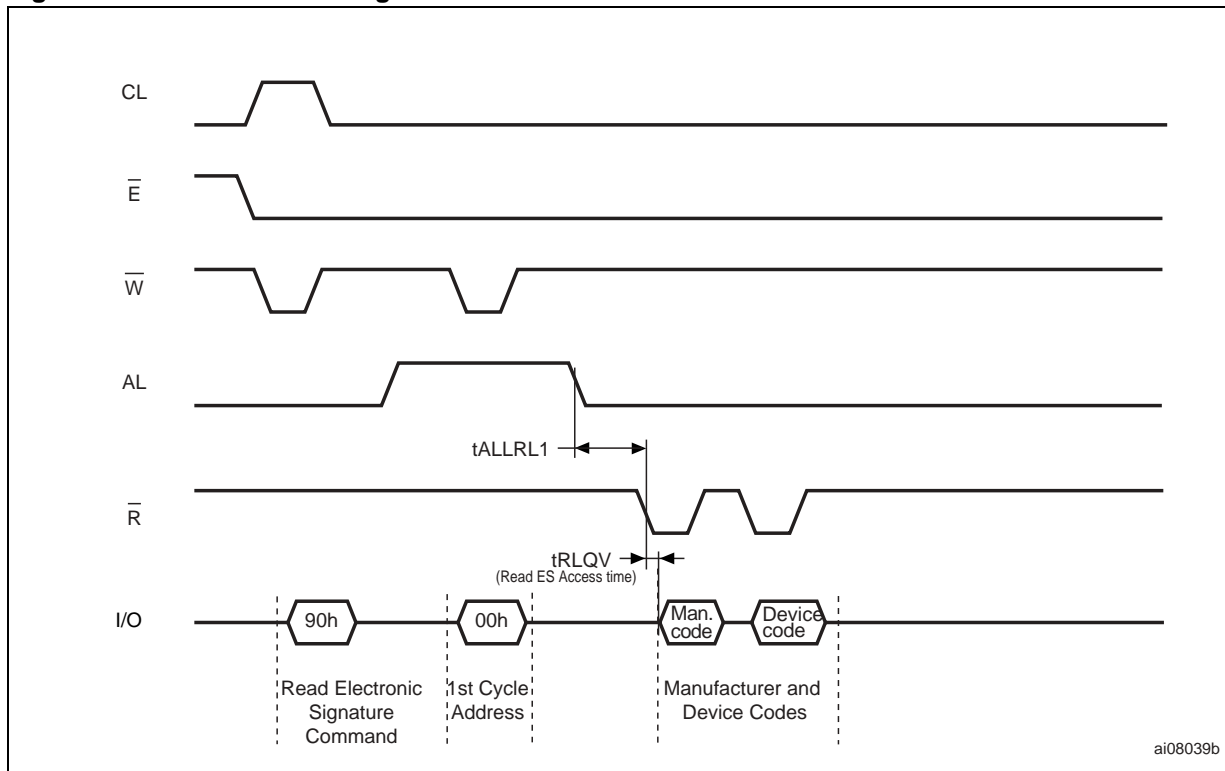 CL
E
W
AL
tALLRL1
R
tRLQV
(Read ES Access time)
I/O
90h
00h
Man.
code
Device
code
Read Electronic
Signature
Command
1st Cycle
Address
Manufacturer and
Device Codes
ai08039b